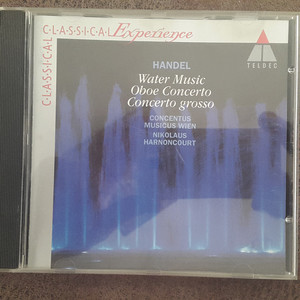 CLASSICAL Experience
CLASSICAL
TELDEC
HANDEL
Water Music
Oboe Concerto
Concerto grosso
CONCENTUS
MUSICUS WIEN
NIKOLAUS
HARNONCOURT